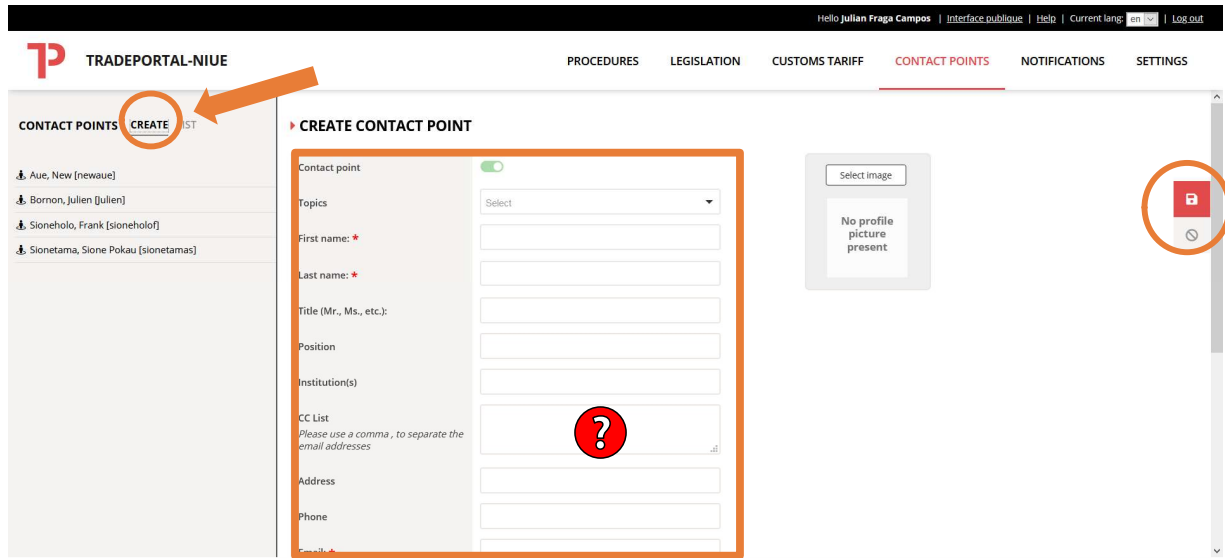 Hello Julian Fraga Campos | Interface publique | Help | Current lang: en | Log out
TRADEPORTAL-NIUE
PROCEDURES LEGISLATION CUSTOMS TARIFF CONTACT POINTS NOTIFICATIONS SETTINGS
CONTACT POINTS CREATE
Aue, New [newaue]
Bornon, Julien [Julien]
Sioneholo, Frank [sioneholof]
Sionetama, Sione Pokau [sionetamas]
CREATE CONTACT POINT
Contact point
Topics Select
First name: *
Last name: *
Title (Mr., Ms., etc.):
Position
Institution(s)
CC List
Please use a comma , to separate the
email addresses
?
Address
Phone
Email: *
Select image
No profile
picture
present